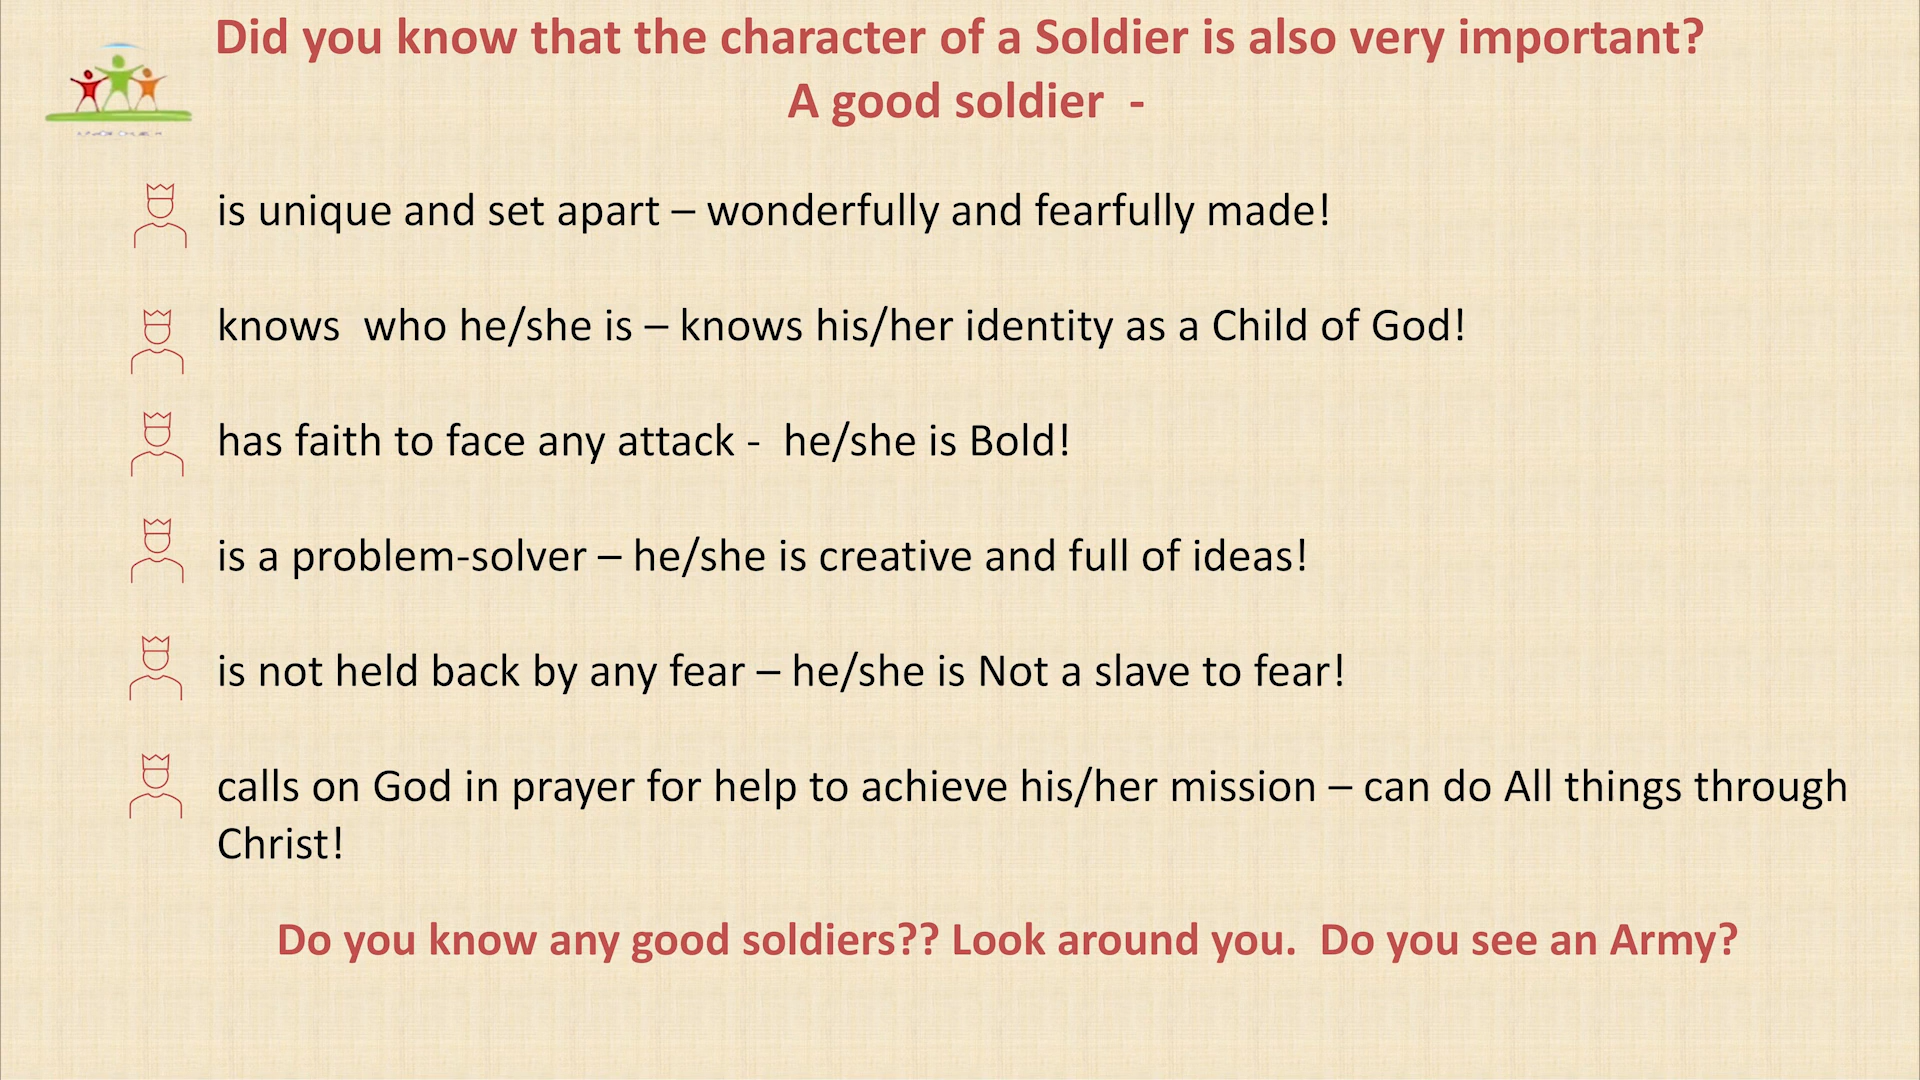 Did you know that the character of a Soldier is also very important?
A good soldier  -
is unique and set apart – wonderfully and fearfully made!
knows  who he/she is – knows his/her identity as a Child of God!
has faith to face any attack -  he/she is Bold!
is a problem-solver – he/she is creative and full of ideas!
is not held back by any fear – he/she is Not a slave to fear!
calls on God in prayer for help to achieve his/her mission – can do All things through
Christ!
Do you know any good soldiers?? Look around you.  Do you see an Army?